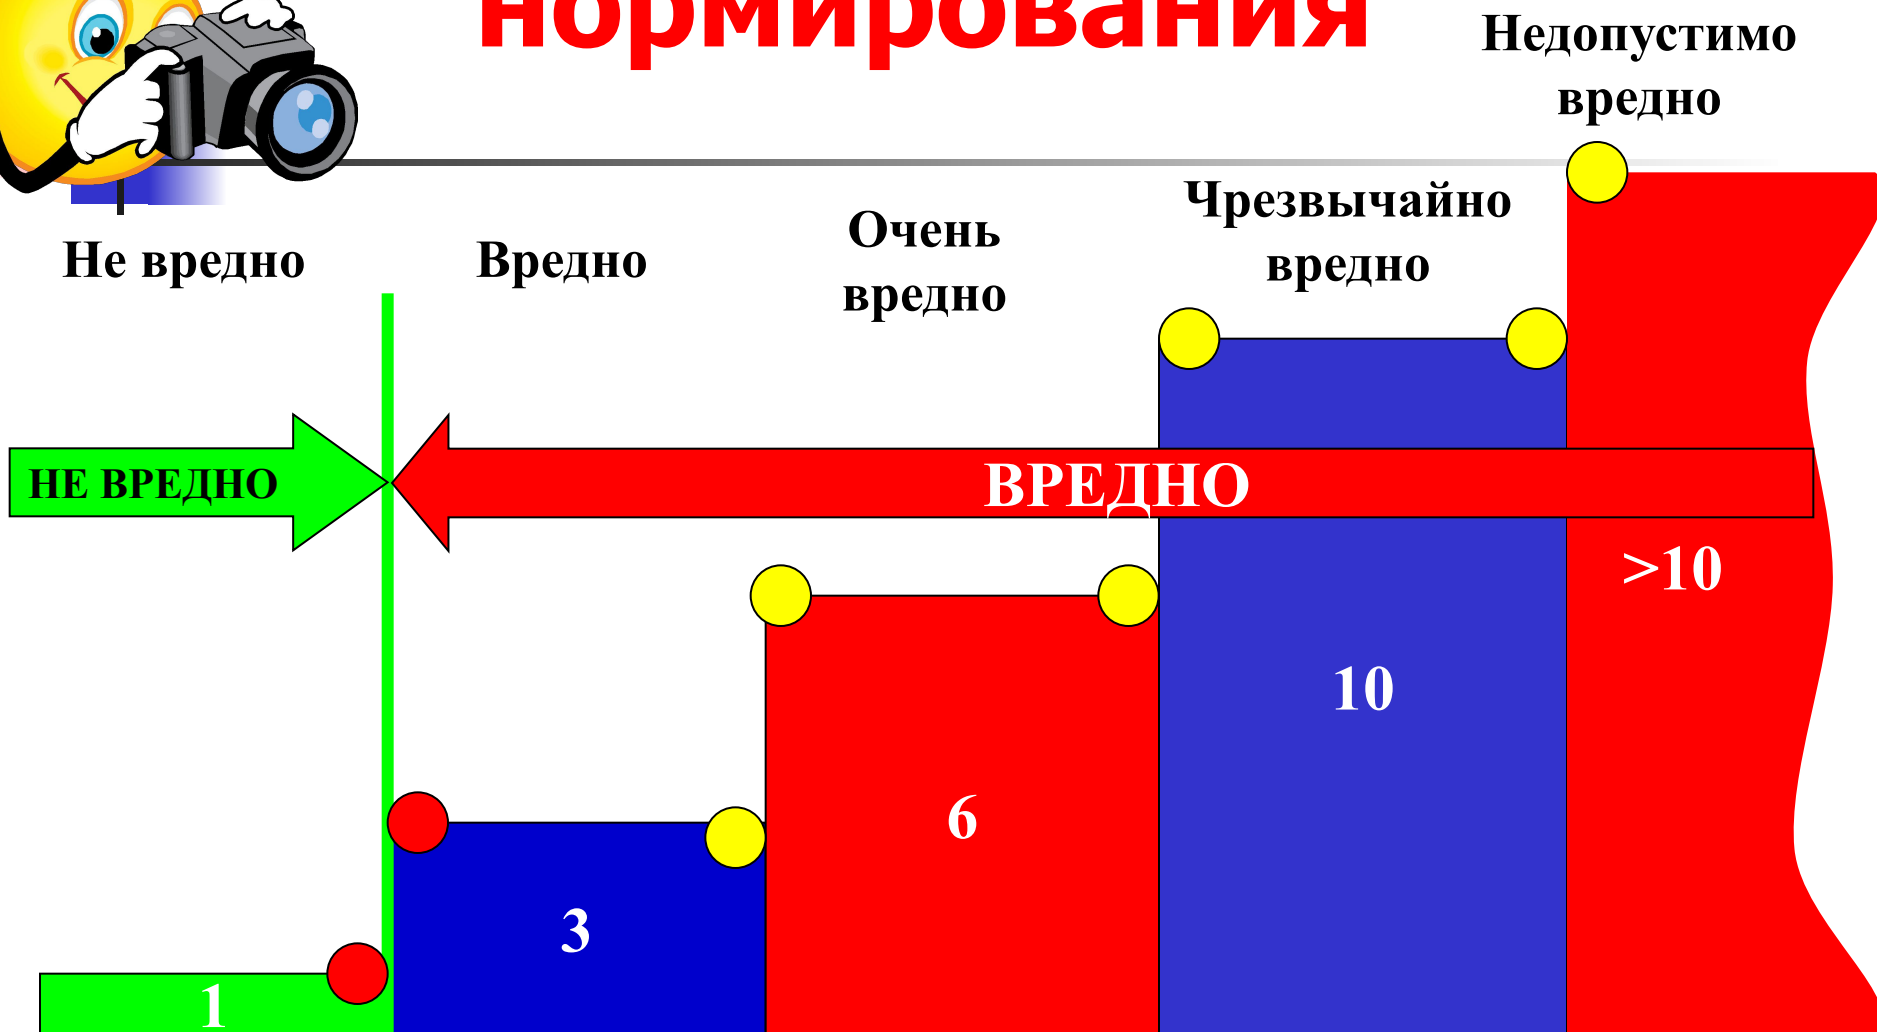 нормирования
Недопустимо
вредно
Чрезвычайно
вредно
Очень
вредно
Не вредно
Вредно
НЕ ВРЕДНО
ВРЕДНО
>10
10
6
3
1